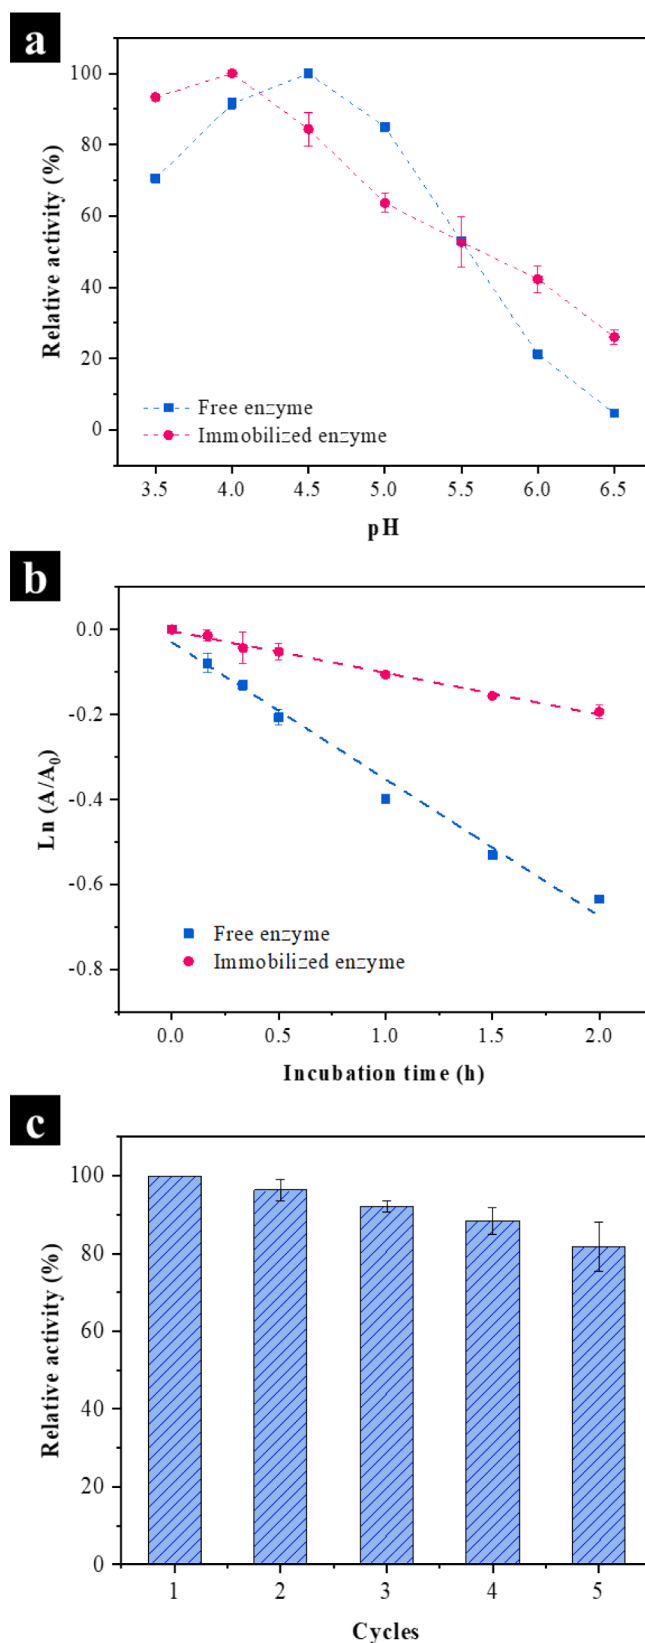 a
100
80
60
40
20
0
Relative activity (%)
Free enzyme
Immobilized enzyme
3.5 4.0 4.5 5.0 5.5 6.0 6.5
pH
b
0.0
-0.2
-0.4
-0.6
-0.8
Ln (A/A₀)
Free enzyme
Immobilized enzyme
0.0 0.5 1.0 1.5 2.0
Incubation time (h)
c
100
80
60
40
20
0
Relative activity (%)
1 2 3 4 5
Cycles